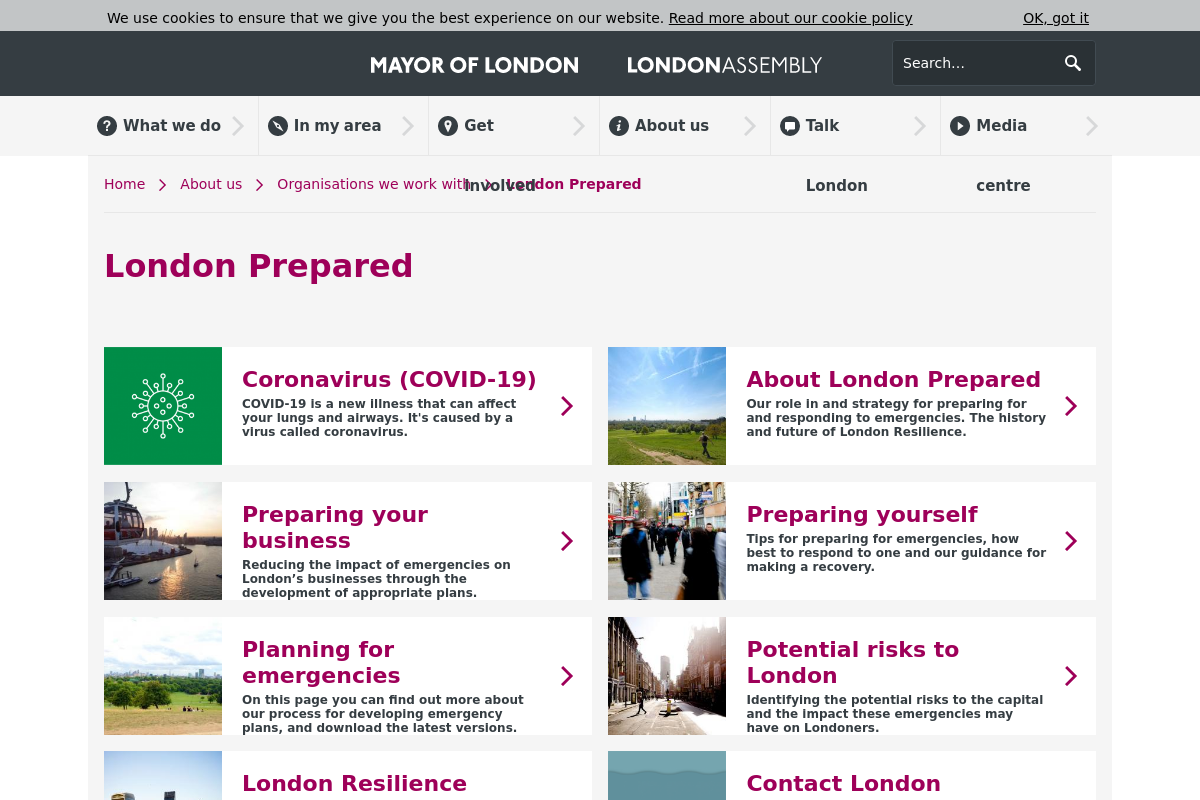 We use cookies to ensure that we give you the best experience on our website. Read more about our cookie policy
OK, got it
MAYOR OF LONDON
LONDONASSEMBLY
Search...
What we do
In my area
Get
Involved
About us
Talk
London
Media
centre
Home
About us
Organisations we work with
London Prepared
London Prepared
Coronavirus (COVID-19)
COVID-19 is a new illness that can affect
your lungs and airways. It's caused by a
virus called coronavirus.
About London Prepared
Our role in and strategy for preparing for
and responding to emergencies. The history
and future of London Resilience.
Preparing your
business
Reducing the impact of emergencies on
London’s businesses through the
development of appropriate plans.
Preparing yourself
Tips for preparing for emergencies, how
best to respond to one and our guidance for
making a recovery.
Planning for
emergencies
On this page you can find out more about
our process for developing emergency
plans, and download the latest versions.
Potential risks to
London
Identifying the potential risks to the capital
and the impact these emergencies may
have on Londoners.
London Resilience
Contact London